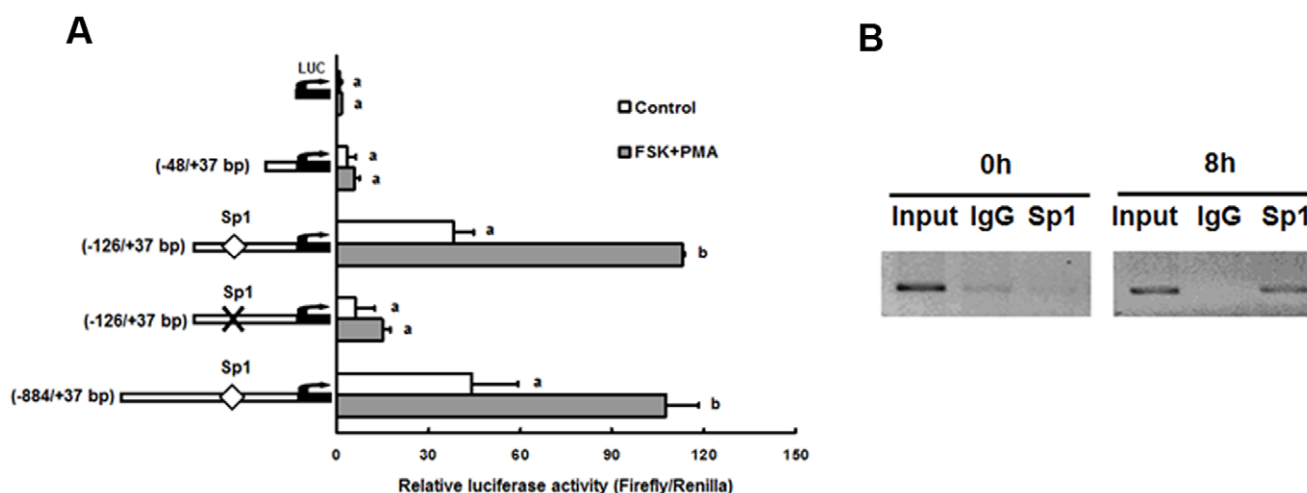 A
LUC
a
a
Control
FSK+PMA
(-48/+37 bp)
a
a
Sp1
(-126/+37 bp)
a
b
Sp1
(-126/+37 bp)
a
a
Sp1
(-884/+37 bp)
a
b
0 30 60 90 120 150
Relative luciferase activity (Firefly/Renilla)
B
0h 8h
Input IgG Sp1 Input IgG Sp1